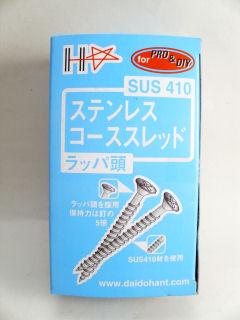 for PRO & DIY
SUS 410
ステンレス
コーススレッド
ラッパ頭
ラッパ頭を採用
保持力は釘の
5倍
SUS410材を使用
www.daidohant.com